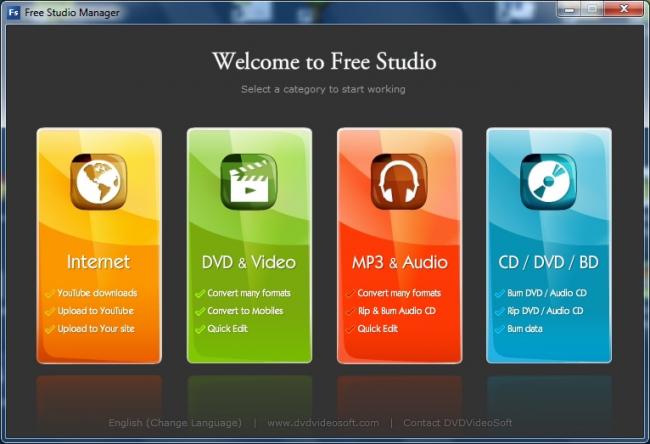 Fs Free Studio Manager
Welcome to Free Studio
Select a category to start working
Internet
YouTube downloads
Upload to YouTube
Upload to Your site
DVD & Video
Convert many formats
Convert to Mobiles
Quick Edit
MP3 & Audio
Convert many formats
Rip & Burn Audio CD
Quick Edit
CD / DVD / BD
Burn DVD / Audio CD
Rip DVD / Audio CD
Burn data
English (Change Language) | www.dvdvideosoft.com | Contact DVDVideoSoft